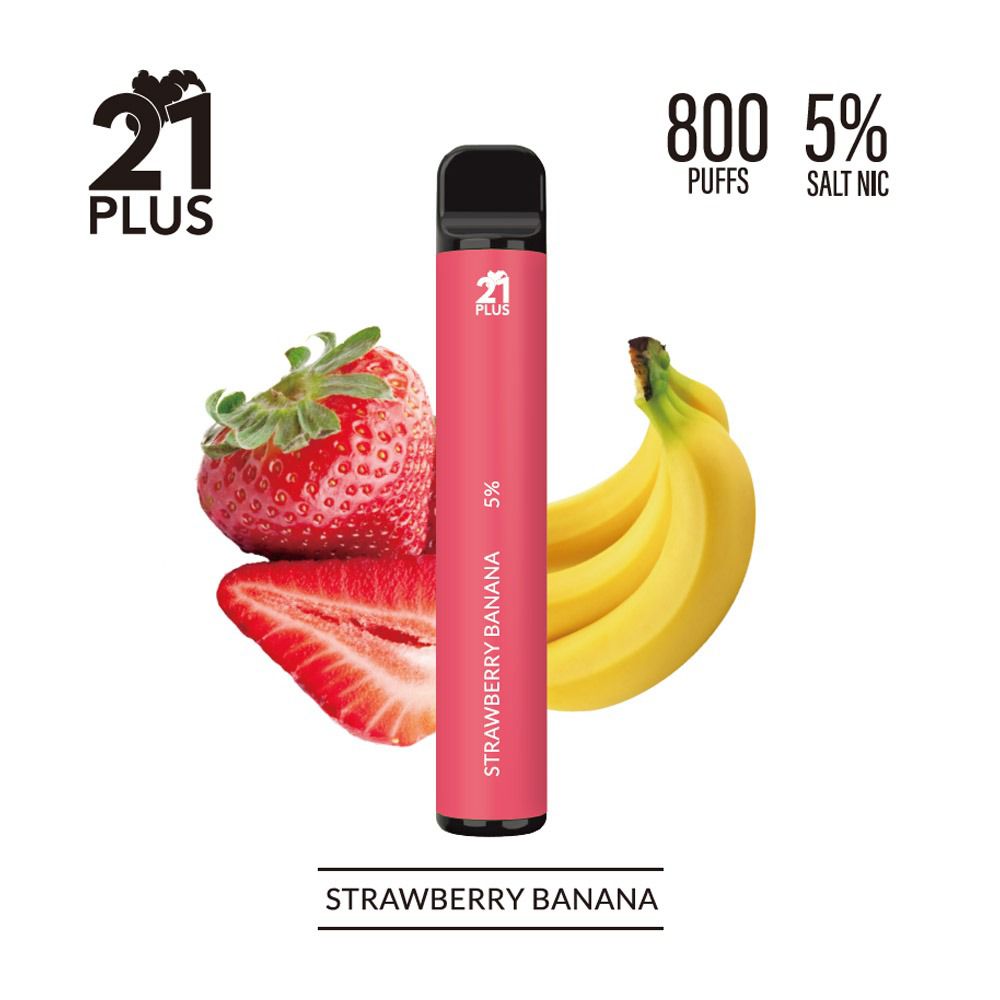 21
PLUS
800
PUFFS
5%
SALT NIC
21
PLUS
STRAWBERRY BANANA 5%
STRAWBERRY BANANA